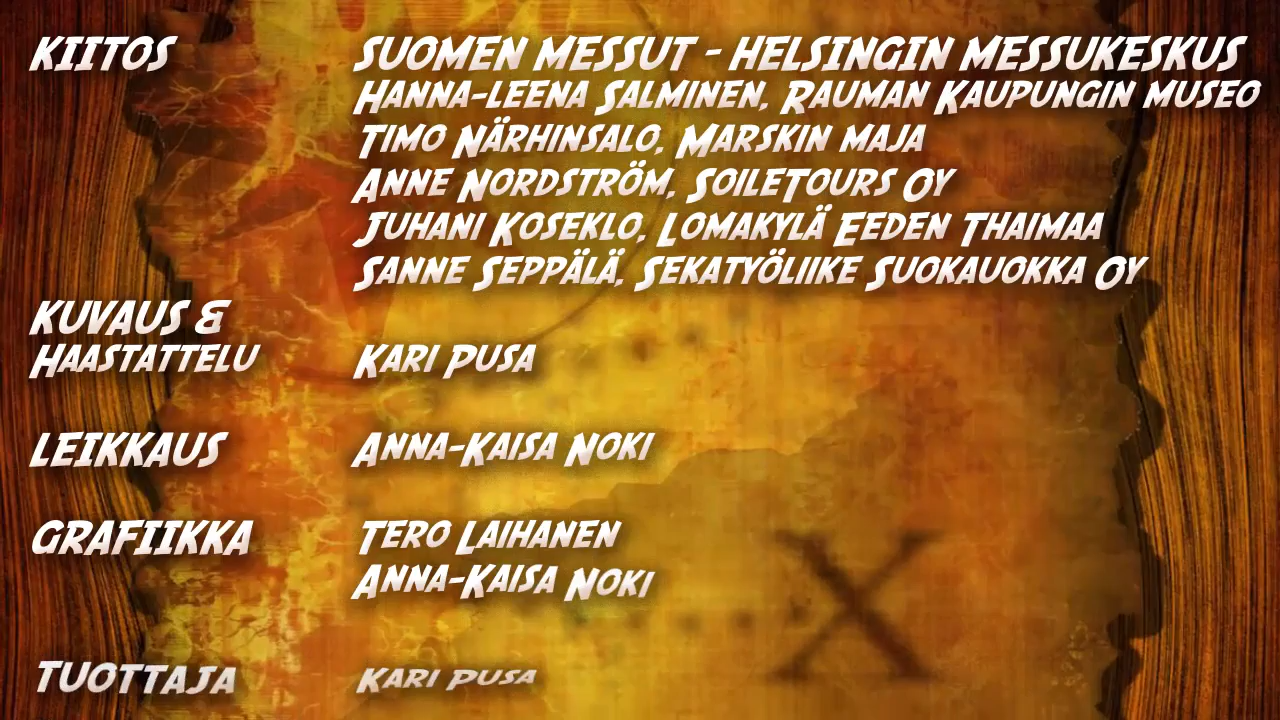 KIITOS SUOMEN MESSUT - HELSINGIN MESSUKESKUS
HANNA-LEENA SALMINEN, RAUMAN KAUPUNGIN MUSEO
TIMO NÄRHINSALO, MARSKIN MAJA
ANNE NORDSTRÖM, SOILETOURS OY
JUHANI KOSEKLO, LOMAKYLÄ EEDEN THAIMAA
SANNE SEPPÄLÄ, SEKATYÖLIIKE SUOKAUOKKA OY
KUVAUS &
HAASTATTELU KARI PUSA
LEIKKAUS ANNA-KAISA NOKI
GRAFIIKKA TERO LAIHANEN
ANNA-KAISA NOKI
X
TUOTTAJA KARI PUSA